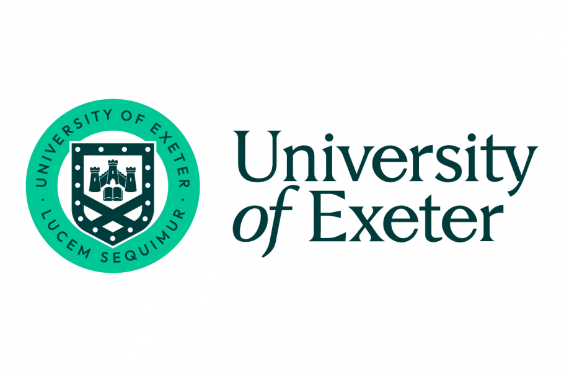 · UNIVERSITY OF EXETER ·
LUCEM SEQUIMUR
University
of Exeter